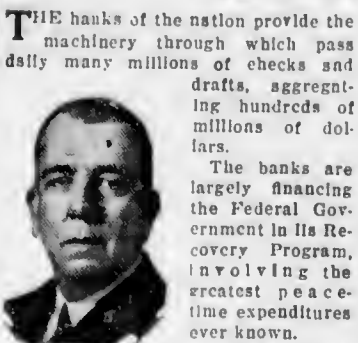 THE banks of the nation provide the
machinery through which pass
daily many millions of checks and
drafts, aggregat-
ing hundreds of
millions of dol-
lars.
The banks are
largely financing
the Federal Gov-
ernment in its Re-
covery Program,
involving the
greatest peace-
time expenditures
ever known.